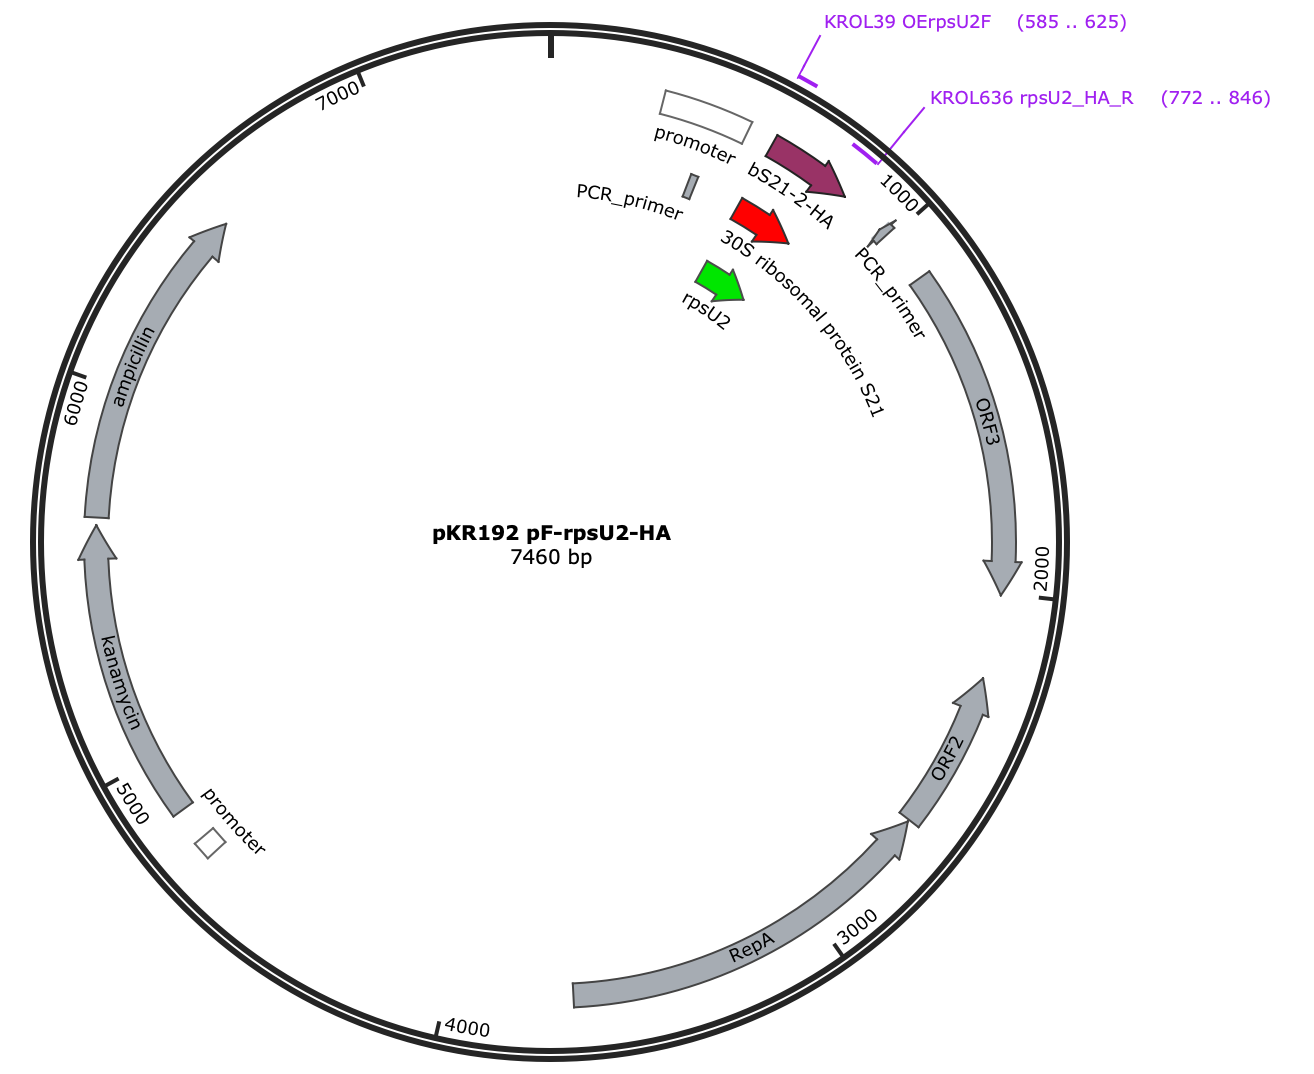 KROL39 OErpsU2F (585 .. 625)
KROL636 rpsU2_HA_R (772 .. 846)
7000
promoter
bS21-2-HA
1000
PCR_primer
30S ribosomal protein S21
PCR_primer
rpsU2
ampicillin
6000
ORF3
pKR192 pF-rpsU2-HA
7460 bp
2000
kanamycin
ORF2
5000
promoter
RepA
3000
4000